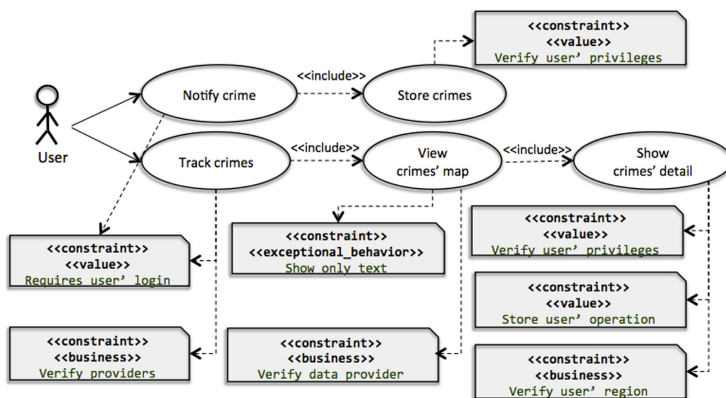 <<constraint>>
<<value>>
Verify user' privileges
User
Notify crime
<<include>>
Store crimes
Track crimes
<<include>>
View
crimes' map
<<include>>
Show
crimes' detail
<<constraint>>
<<value>>
Requires user' login
<<constraint>>
<<exceptional_behavior>>
Show only text
<<constraint>>
<<value>>
Verify user' privileges
<<constraint>>
<<value>>
Store user' operation
<<constraint>>
<<business>>
Verify providers
<<constraint>>
<<business>>
Verify data provider
<<constraint>>
<<business>>
Verify user' region